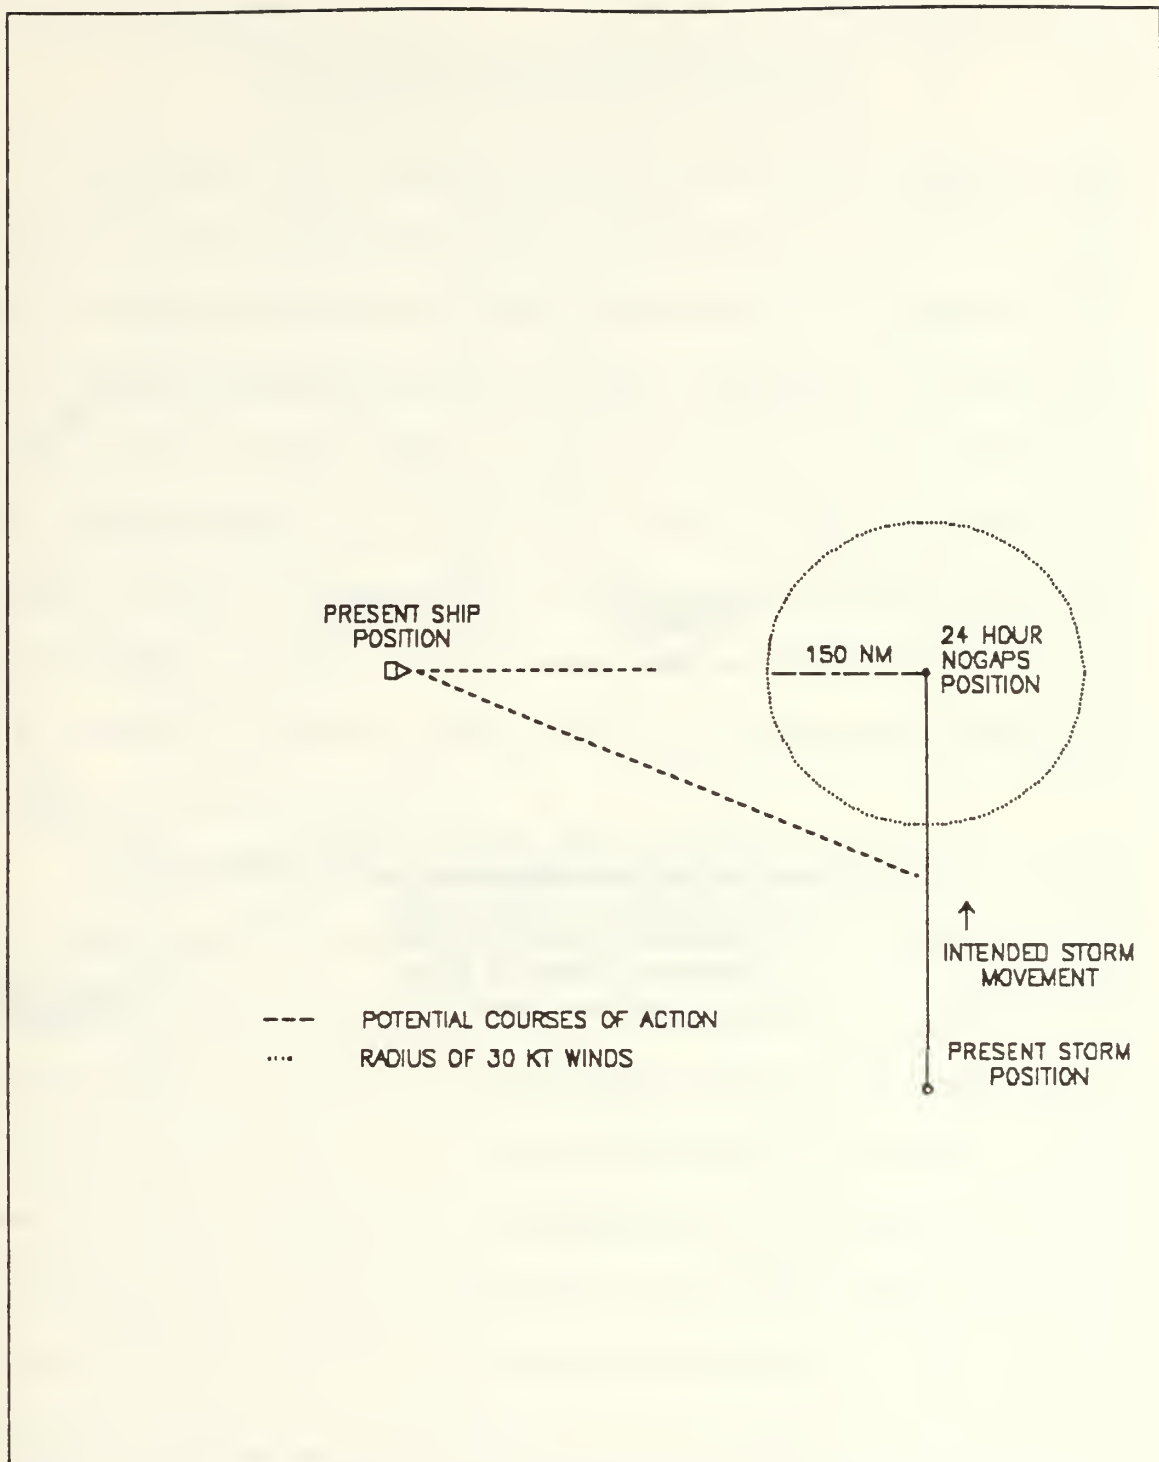 PRESENT SHIP
POSITION
150 NM
24 HOUR
NOGAPS
POSITION
INTENDED STORM
MOVEMENT
--- POTENTIAL COURSES OF ACTION
.... RADIUS OF 30 KT WINDS
PRESENT STORM
POSITION